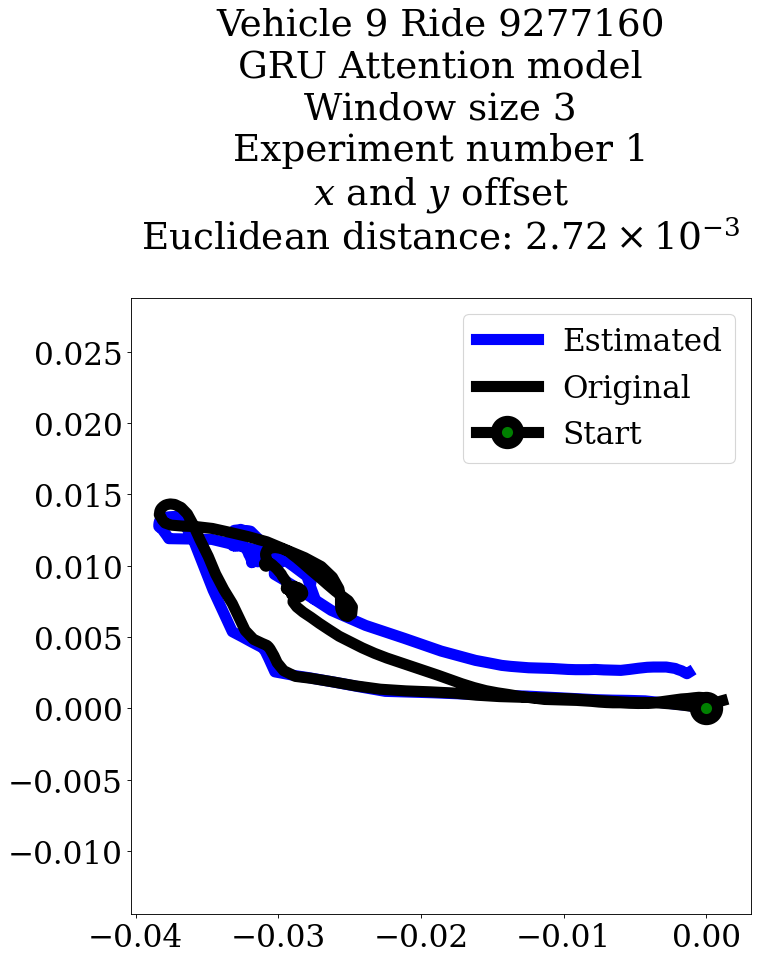 Vehicle 9 Ride 9277160
GRU Attention model
Window size 3
Experiment number 1
x and y offset
Euclidean distance: 2.72 × 10⁻³
Estimated
Original
Start
0.025
0.020
0.015
0.010
0.005
0.000
−0.005
−0.010
−0.04 −0.03 −0.02 −0.01 0.00